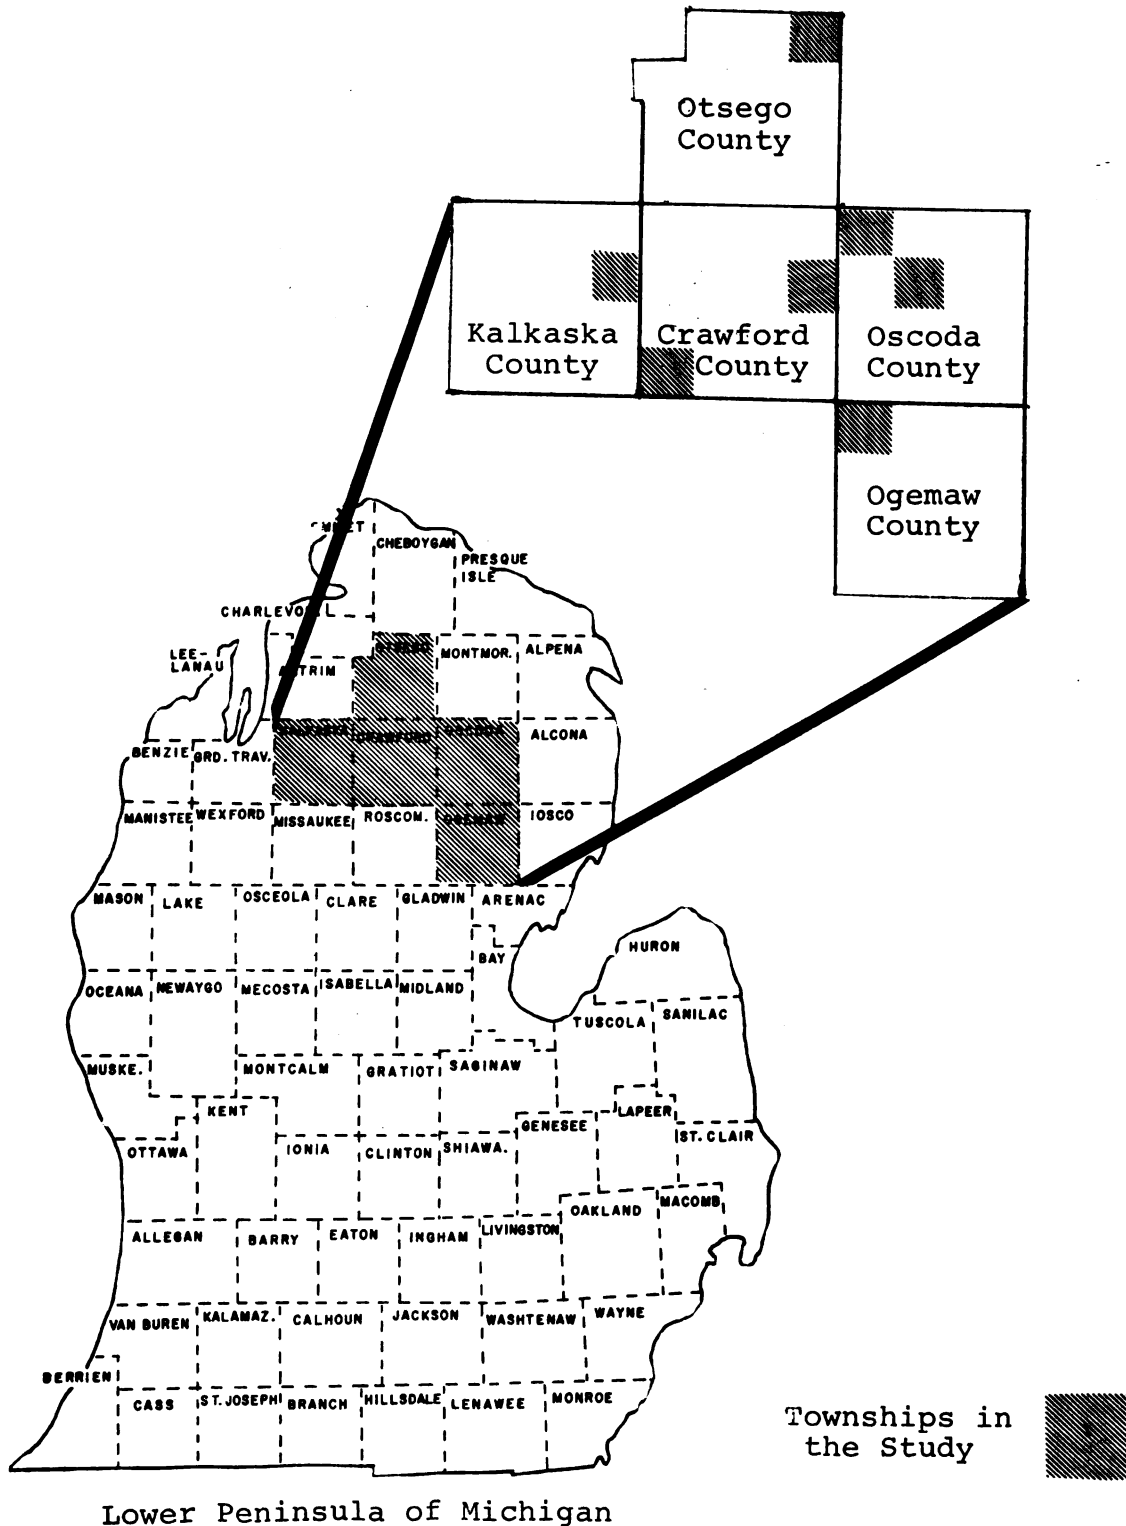 Otsego
County
Kalkaska
County
Crawford
County
Oscoda
County
Ogemaw
County
CHEBOYGAN
PRESQUE
ISLE
LEE-
LANAU
MONTMOR.
ALPENA
BENZIE
GRD. TRAV.
KALKASKA
CRAWFORD
OSCODA
ALCONA
MANISTEE
WEXFORD
MISSAUKEE
ROSCOM.
OGEMAW
IOSCO
MASON
LAKE
OSCEOLA
CLARE
GLADWIN
ARENAC
BAY
HURON
OCEANA
NEWAYGO
MECOSTA
ISABELLA
MIDLAND
TUSCOLA
SANILAC
MUSKE.
MONTCALM
GRATIOT
SAGINAW
KENT
LAPEER
GENESEE
ST. CLAIR
OTTAWA
IONIA
CLINTON
SHIAWA.
OAKLAND
MACOMB
ALLEGAN
BARRY
EATON
INGHAM
LIVINGSTON
VAN BUREN
KALAMAZ.
CALHOUN
JACKSON
WASHTENAW
WAYNE
BERRIEN
CASS
ST. JOSEPH
BRANCH
HILLSDALE
LENAWEE
MONROE
Townships in
the Study
Lower Peninsula of Michigan